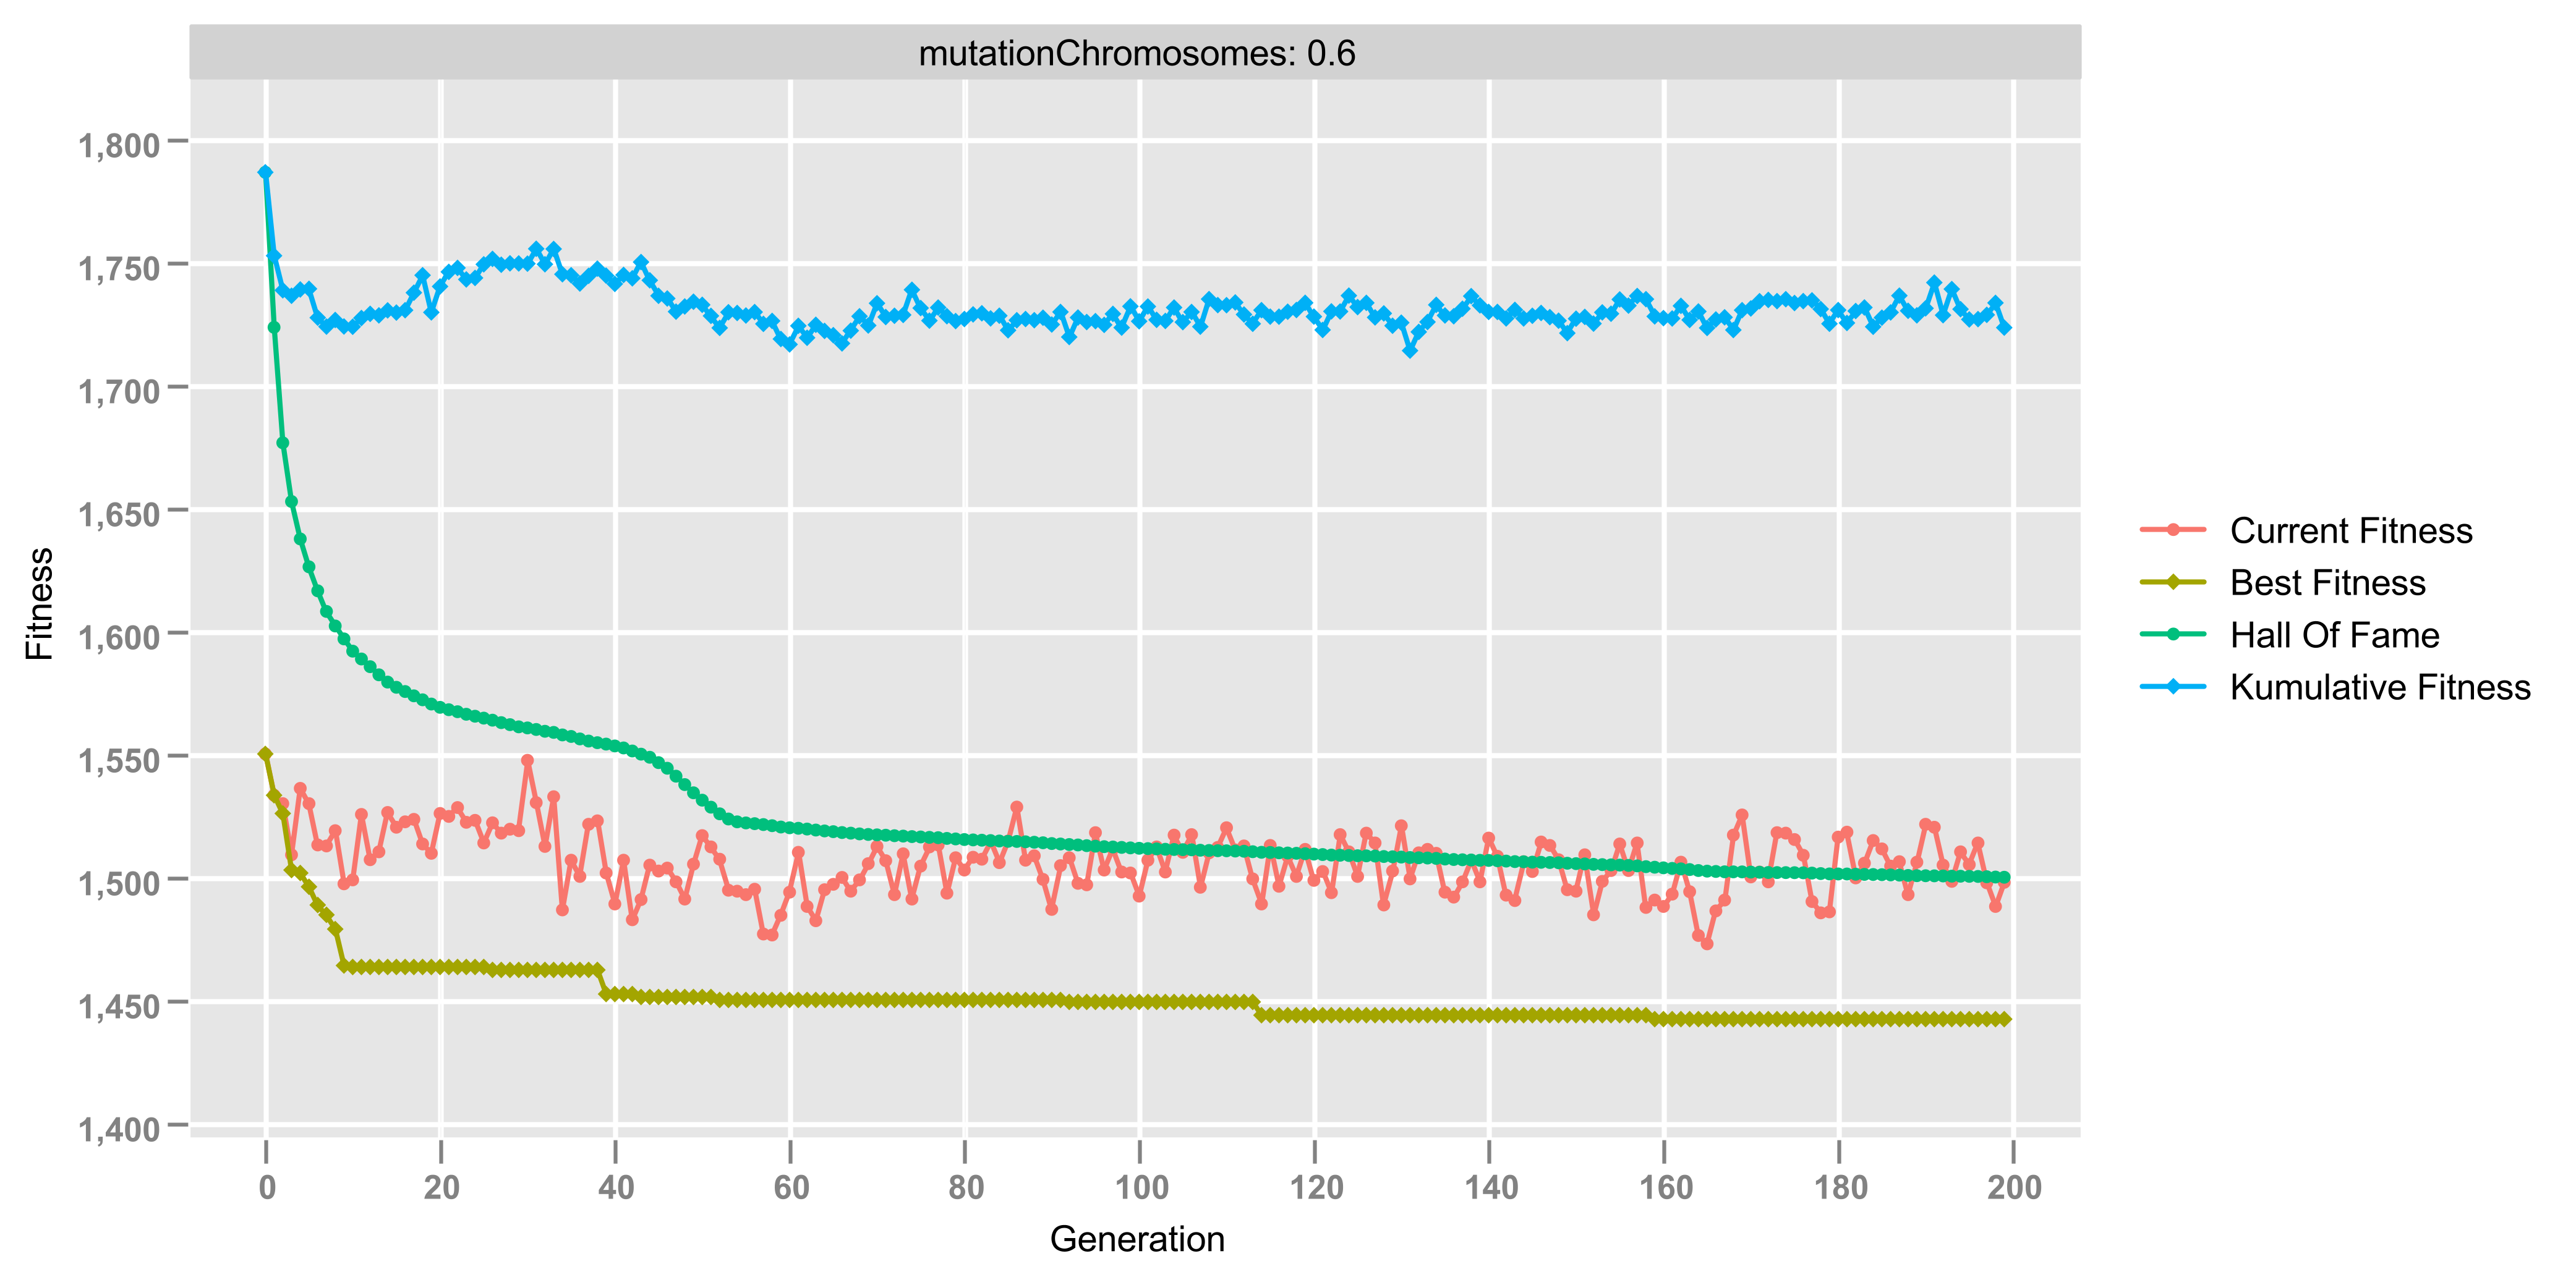 mutationChromosomes: 0.6
1,800
1,750
1,700
1,650
1,600
1,550
1,500
1,450
1,400
Fitness
0 20 40 60 80 100 120 140 160 180 200
Generation
Current Fitness
Best Fitness
Hall Of Fame
Kumulative Fitness